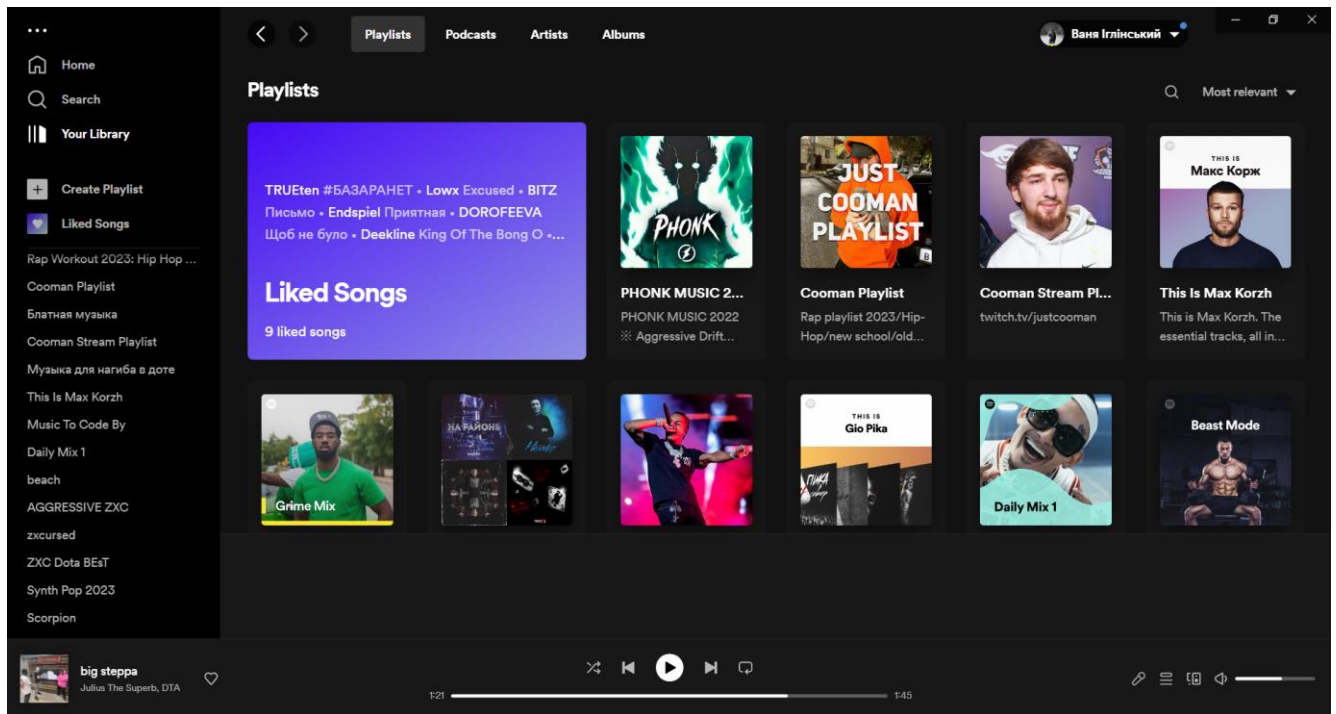 Home
Search
Your Library
Create Playlist
Liked Songs
Rap Workout 2023: Hip Hop ...
Cooman Playlist
Блатная музыка
Cooman Stream Playlist
Музыка для нагиба в доте
This Is Max Korzh
Music To Code By
Daily Mix 1
beach
AGGRESSIVE ZXC
zxcursed
ZXC Dota BEsT
Synth Pop 2023
Scorpion
Playlists
Podcasts
Artists
Albums
Ваня Іглінський
Playlists
Most relevant
TRUEten #БАЗАРАНЕТ • Lowx Excused • BITZ
Письмо • Endspiel Приятная • DOROFEEVA
Щоб не було • Deekline King Of The Bong O •...
Liked Songs
9 liked songs
PHONK
PHONK MUSIC 2...
PHONK MUSIC 2022
※ Aggressive Drift...
JUST
COOMAN
PLAYLIST
Cooman Playlist
Rap playlist 2023/Hip-
Hop/new school/old...
Cooman Stream Pl...
twitch.tv/justcooman
THIS IS
Макс Корж
This Is Max Korzh
This is Max Korzh. The
essential tracks, all in...
Grime Mix
НА РАЙОНЕ
THIS IS
Gio Pika
Daily Mix 1
Beast Mode
big steppa
Julius The Superb, DTA
1:21
1:45